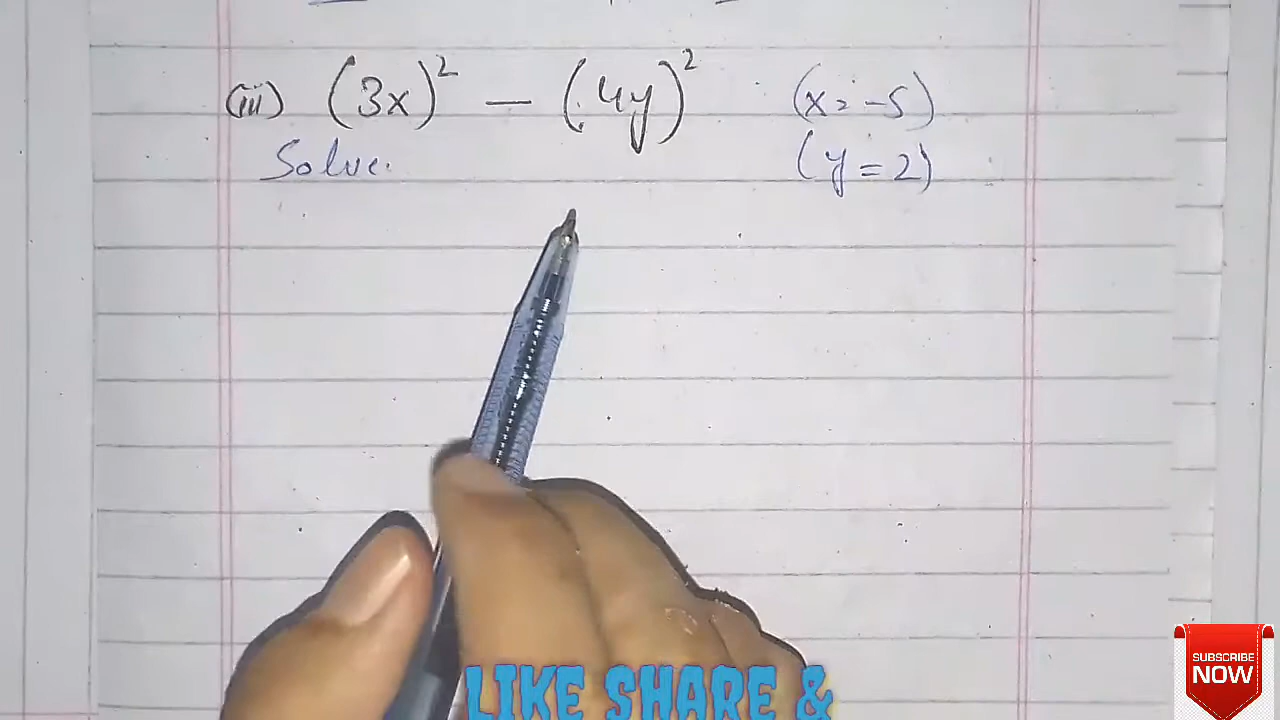 (iii) (3x)² — (4y)² (x = -5)
Solve. (y = 2)
LIKE SHARE &
SUBSCRIBE
NOW